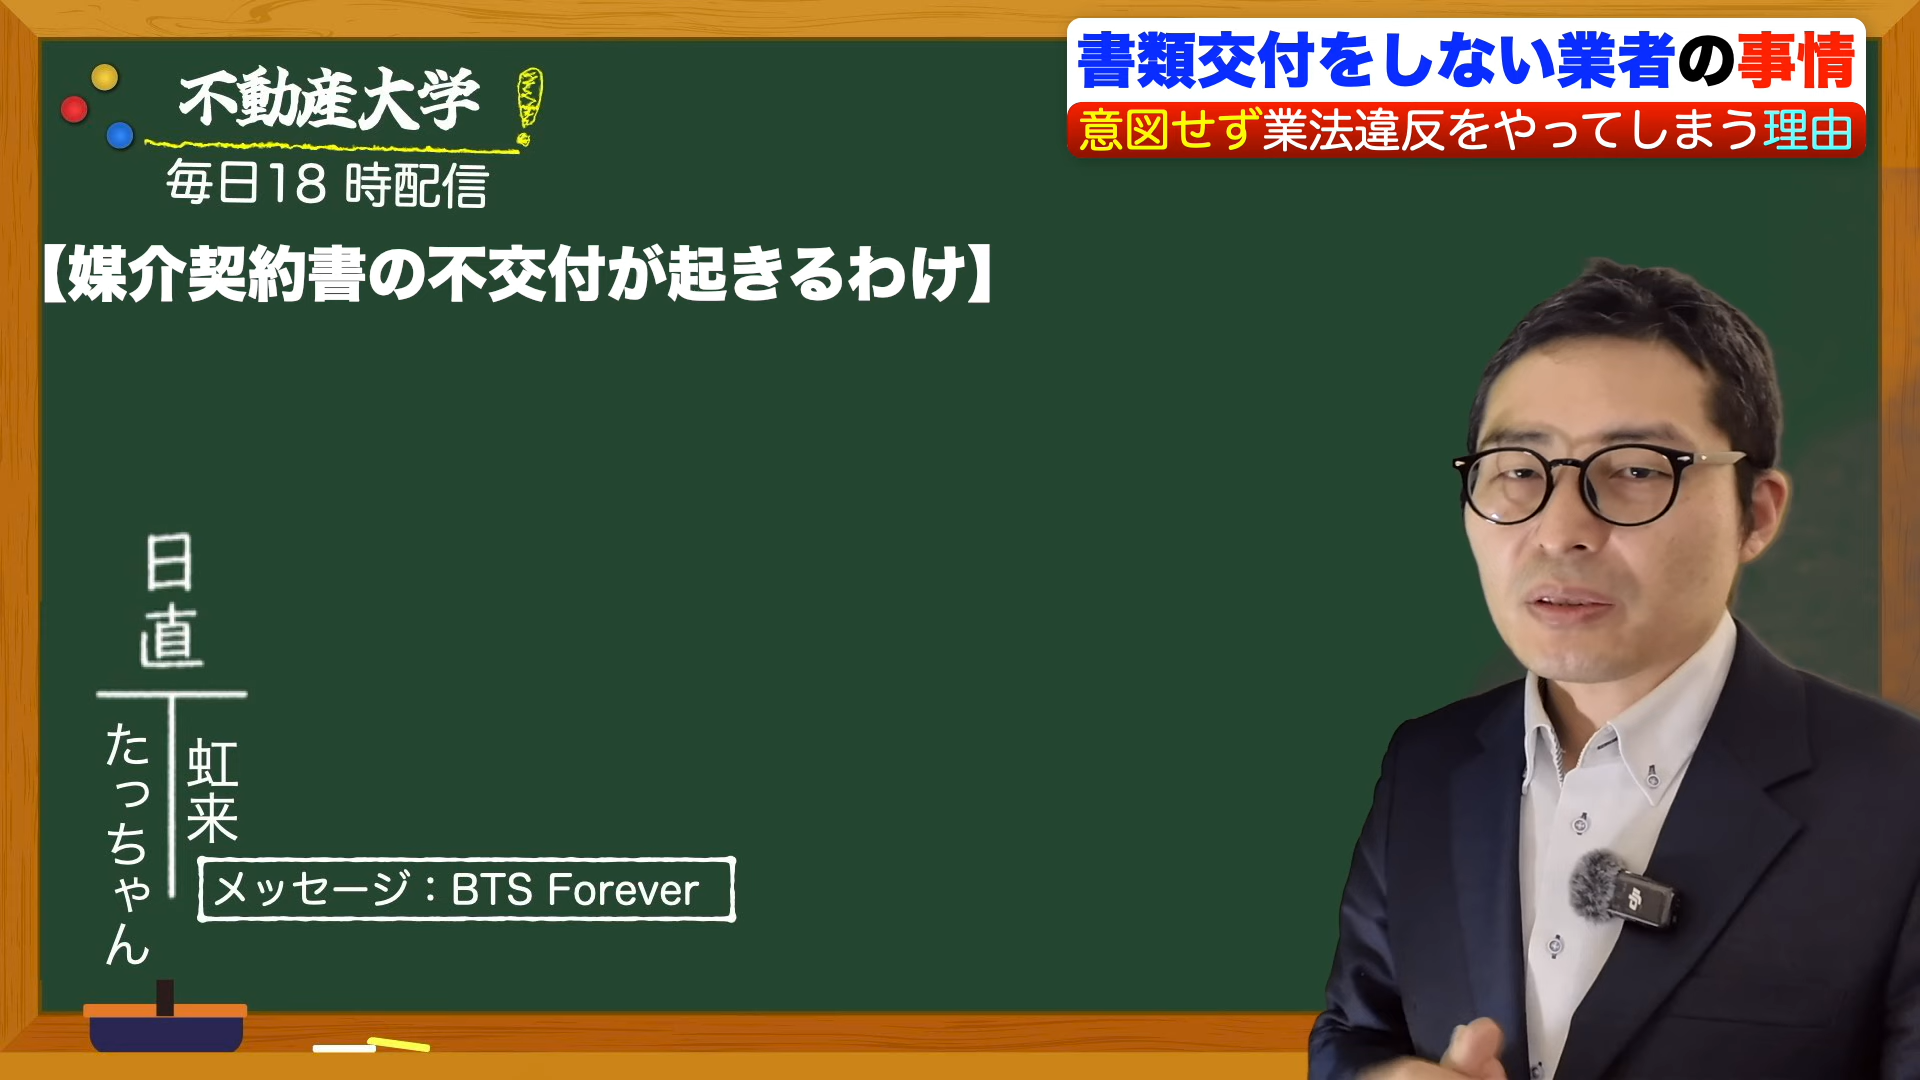 不動産大学!
毎日18時配信
書類交付をしない業者の事情
意図せず業法違反をやってしまう理由
【媒介契約書の不交付が起きるわけ】
日直
虹来
たっちゃん
メッセージ：BTS Forever
dji